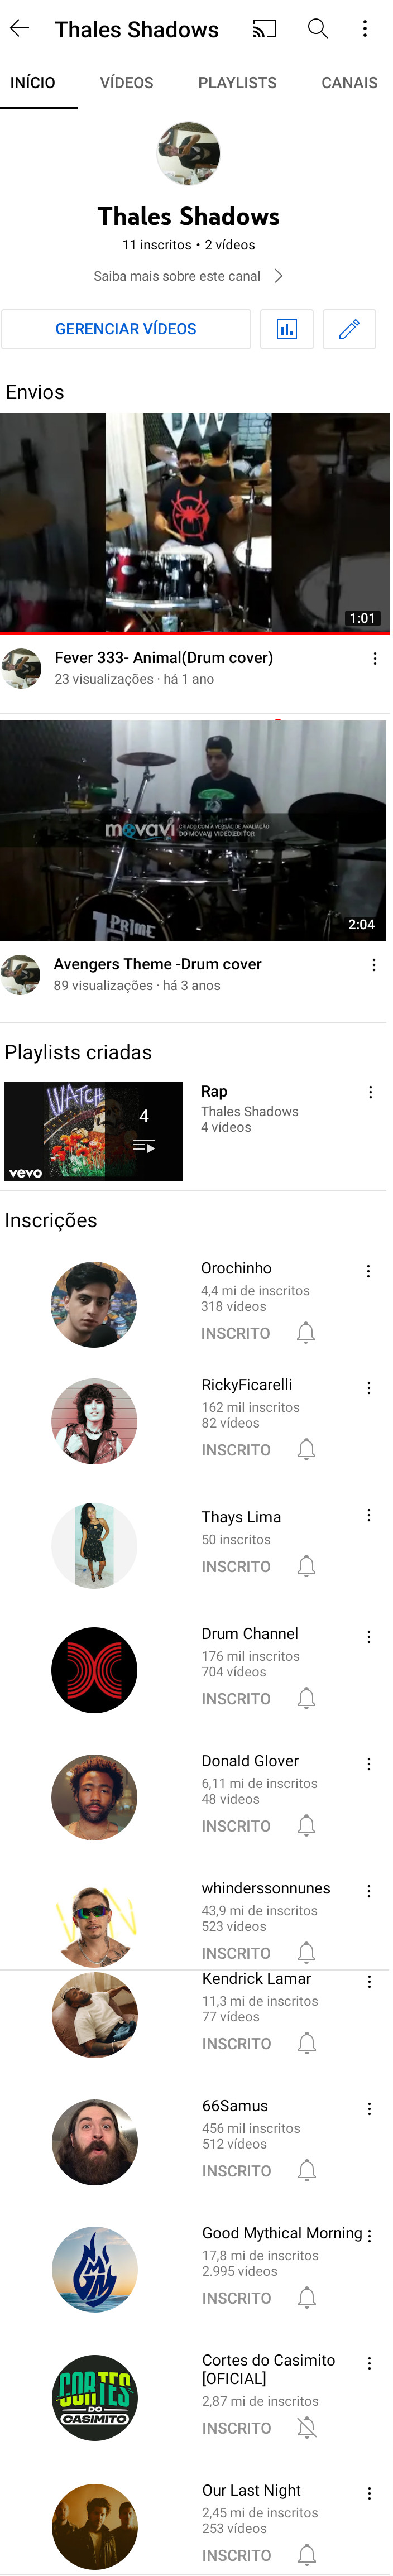 Thales Shadows
INÍCIO
VÍDEOS
PLAYLISTS
CANAIS
Thales Shadows
11 inscritos • 2 vídeos
Saiba mais sobre este canal
GERENCIAR VÍDEOS
Envios
1:01
Fever 333- Animal(Drum cover)
23 visualizações · há 1 ano
movavi
CRIADO COM A VERSÃO DE AVALIAÇÃO
DO MOVAVI VIDEO EDITOR
PRIME
2:04
Avengers Theme -Drum cover
89 visualizações · há 3 anos
Playlists criadas
WATCH
4
vevo
Rap
Thales Shadows
4 vídeos
Inscrições
Orochinho
4,4 mi de inscritos
318 vídeos
INSCRITO
RickyFicarelli
162 mil inscritos
82 vídeos
INSCRITO
Thays Lima
50 inscritos
INSCRITO
Drum Channel
176 mil inscritos
704 vídeos
INSCRITO
Donald Glover
6,11 mi de inscritos
48 vídeos
INSCRITO
whinderssonnunes
43,9 mi de inscritos
523 vídeos
INSCRITO
Kendrick Lamar
11,3 mi de inscritos
77 vídeos
INSCRITO
66Samus
456 mil inscritos
512 vídeos
INSCRITO
GMM
Good Mythical Morning
17,8 mi de inscritos
2.995 vídeos
INSCRITO
CORTES
DO
CASIMITO
Cortes do Casimito
[OFICIAL]
2,87 mi de inscritos
INSCRITO
Our Last Night
2,45 mi de inscritos
253 vídeos
INSCRITO